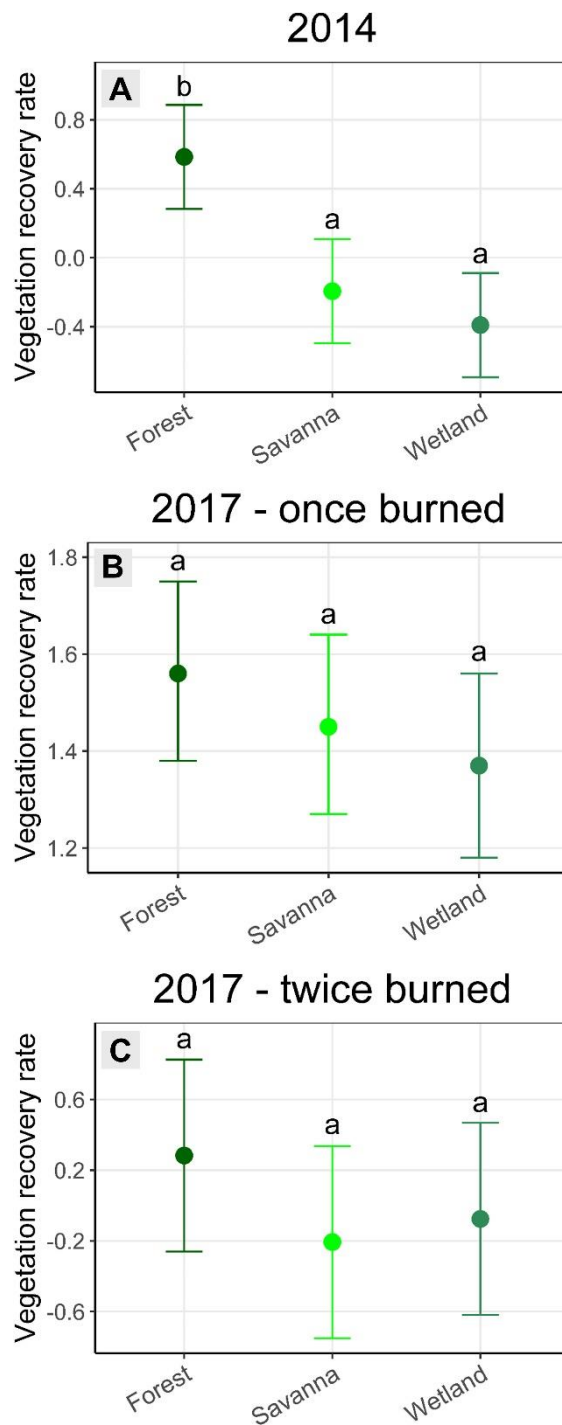 2014
A
b
a
a
Vegetation recovery rate
0.8
0.4
0.0
-0.4
Forest
Savanna
Wetland
2017 - once burned
B
a
a
a
Vegetation recovery rate
1.8
1.6
1.4
1.2
Forest
Savanna
Wetland
2017 - twice burned
C
a
a
a
Vegetation recovery rate
0.6
0.2
-0.2
-0.6
Forest
Savanna
Wetland